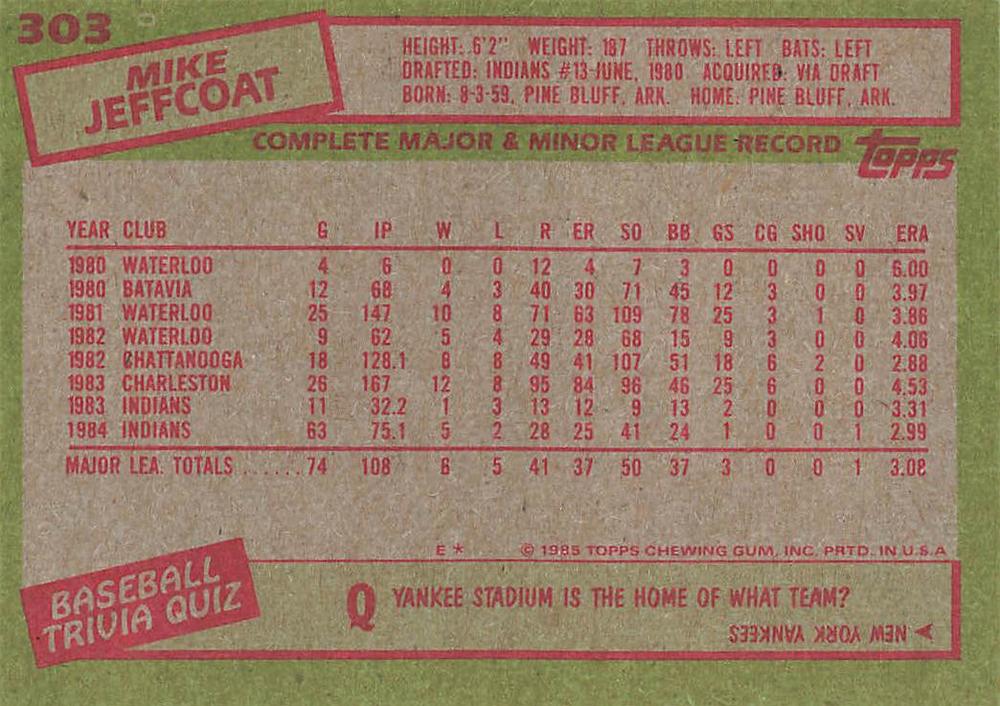 303
MIKE
JEFFCOAT
HEIGHT: 6'2" WEIGHT: 187 THROWS: LEFT BATS: LEFT
DRAFTED: INDIANS #13-JUNE, 1980 ACQUIRED: VIA DRAFT
BORN: 8-3-59, PINE BLUFF, ARK. HOME: PINE BLUFF, ARK.
COMPLETE MAJOR & MINOR LEAGUE RECORD
topps
YEAR CLUB G IP W L R ER SO BB GS CG SHO SV ERA
1980 WATERLOO 4 6 0 0 12 4 7 3 0 0 0 0 6.00
1980 BATAVIA 12 68 4 3 40 30 71 45 12 3 0 0 3.97
1981 WATERLOO 25 147 10 8 71 63 109 78 25 3 1 0 3.86
1982 WATERLOO 9 62 5 4 29 28 68 15 9 3 0 0 4.06
1982 CHATTANOOGA 18 128.1 8 8 49 41 107 51 18 6 2 0 2.88
1983 CHARLESTON 26 167 12 8 95 84 96 46 25 6 0 0 4.53
1983 INDIANS 11 32.2 1 3 13 12 9 13 2 0 0 0 3.31
1984 INDIANS 63 75.1 5 2 28 25 41 24 1 0 0 1 2.99
MAJOR LEA. TOTALS ......74 108 6 5 41 37 50 37 3 0 0 1 3.08
E * © 1985 TOPPS CHEWING GUM, INC. PRTD. IN U.S.A
BASEBALL
TRIVIA QUIZ
Q YANKEE STADIUM IS THE HOME OF WHAT TEAM?
NEW YORK YANKEES